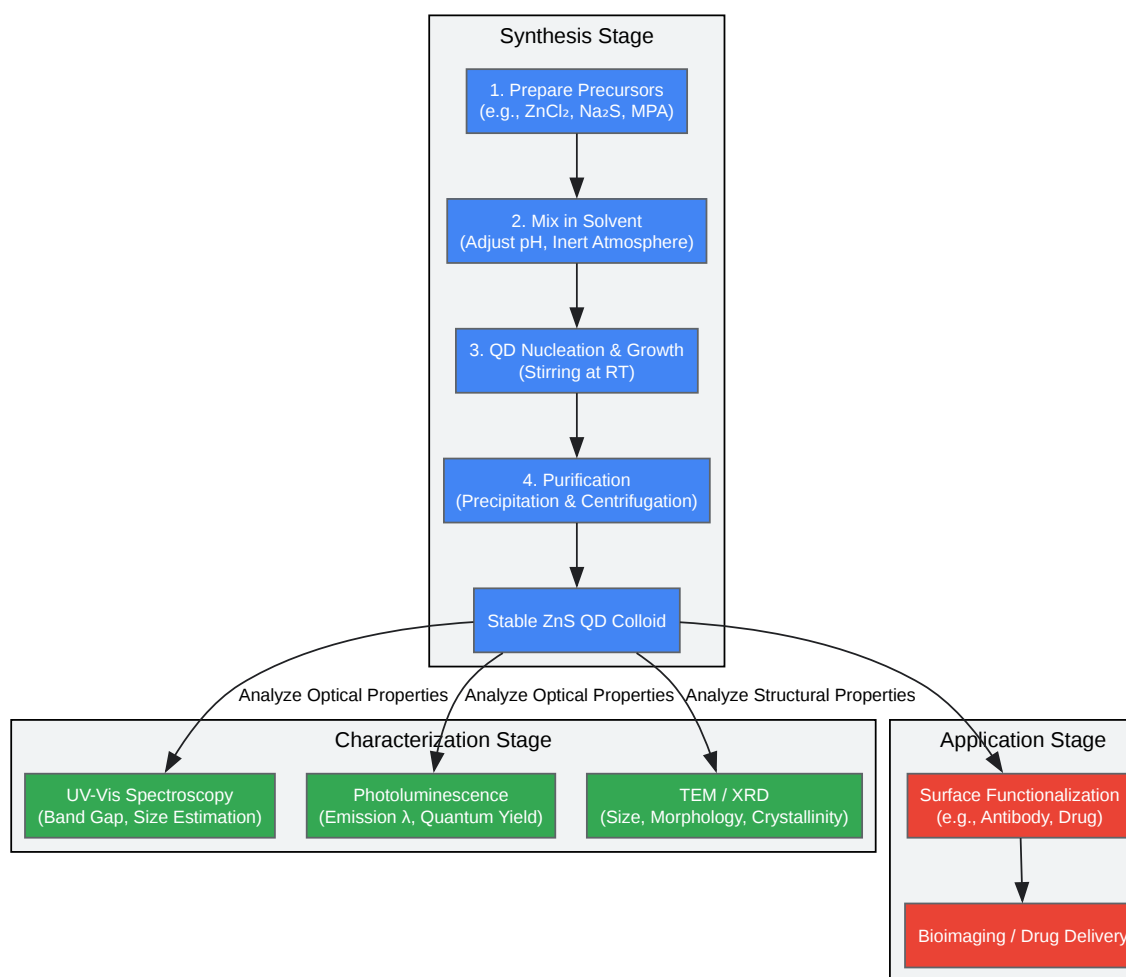 Synthesis Stage
1. Prepare Precursors
(e.g., ZnCl₂, Na₂S, MPA)
2. Mix in Solvent
(Adjust pH, Inert Atmosphere)
3. QD Nucleation & Growth
(Stirring at RT)
4. Purification
(Precipitation & Centrifugation)
Stable ZnS QD Colloid
Analyze Optical Properties
Analyze Optical Properties
Analyze Structural Properties
Characterization Stage
UV-Vis Spectroscopy
(Band Gap, Size Estimation)
Photoluminescence
(Emission λ, Quantum Yield)
TEM / XRD
(Size, Morphology, Crystallinity)
Application Stage
Surface Functionalization
(e.g., Antibody, Drug)
Bioimaging / Drug Delivery